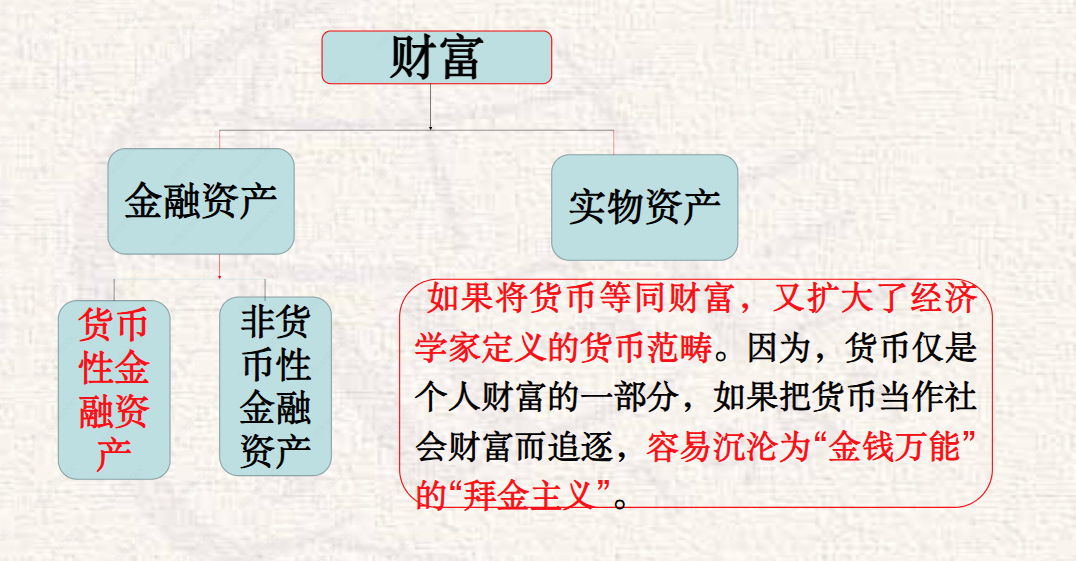 财富
金融资产
实物资产
货币
性金
融资
产
非货
币性
金融
资产
如果将货币等同财富，又扩大了经济
学家定义的货币范畴。因为，货币仅是
个人财富的一部分，如果把货币当作社
会财富而追逐，容易沉沦为“金钱万能”
的“拜金主义”。